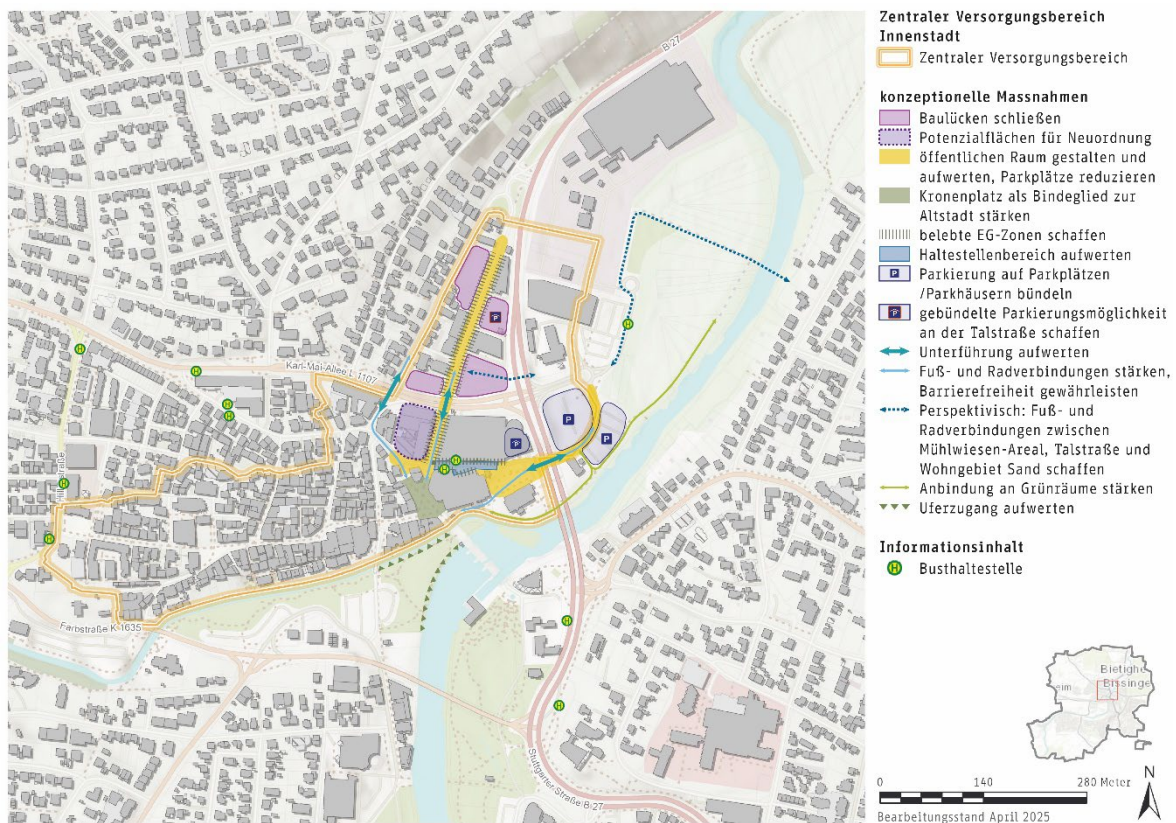 Zentraler Versorgungsbereich
Innenstadt
Zentraler Versorgungsbereich
konzeptionelle Massnahmen
Baulücken schließen
Potenzialflächen für Neuordnung
öffentlichen Raum gestalten und
aufwerten, Parkplätze reduzieren
Kronenplatz als Bindeglied zur
Altstadt stärken
belebte EG-Zonen schaffen
Haltestellenbereich aufwerten
P Parkierung auf Parkplätzen
/Parkhäusern bündeln
P gebündelte Parkierungsmöglichkeit
an der Talstraße schaffen
Unterführung aufwerten
Fuß- und Radverbindungen stärken,
Barrierefreiheit gewährleisten
Perspektivisch: Fuß- und
Radverbindungen zwischen
Mühlwiesen-Areal, Talstraße und
Wohngebiet Sand schaffen
Anbindung an Grünräume stärken
Uferzugang aufwerten
Informationsinhalt
H Busthaltestelle
B 27
H
P
H
Karl-Mai-Allee L 1107
H
H
H
P
P
P
H
H
H
H
Farbstraße K 1635
H
H
Stuttgarter Straße B 27
Bietighe
Bissinge
eim
N
0 140 280 Meter
Bearbeitungsstand April 2025